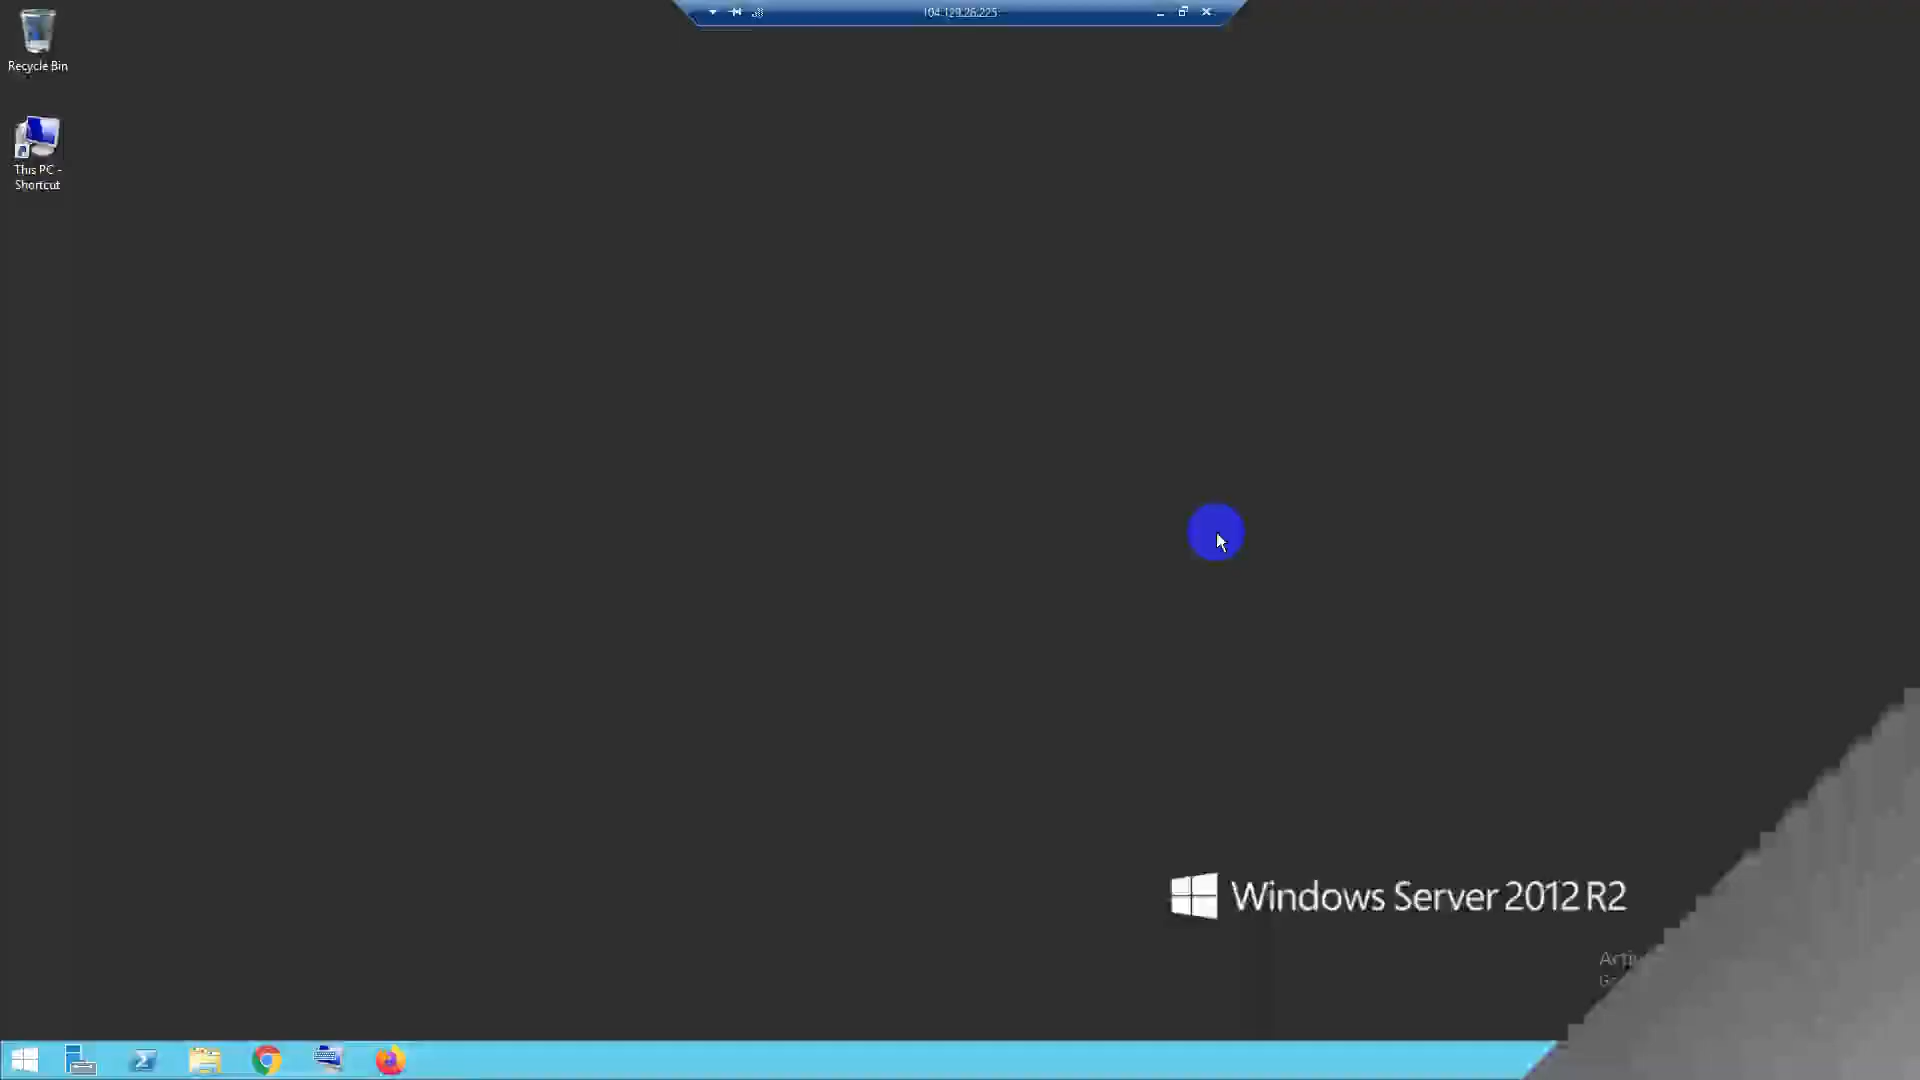 104.129.26.225
Recycle Bin
This PC -
Shortcut
Windows Server 2012 R2